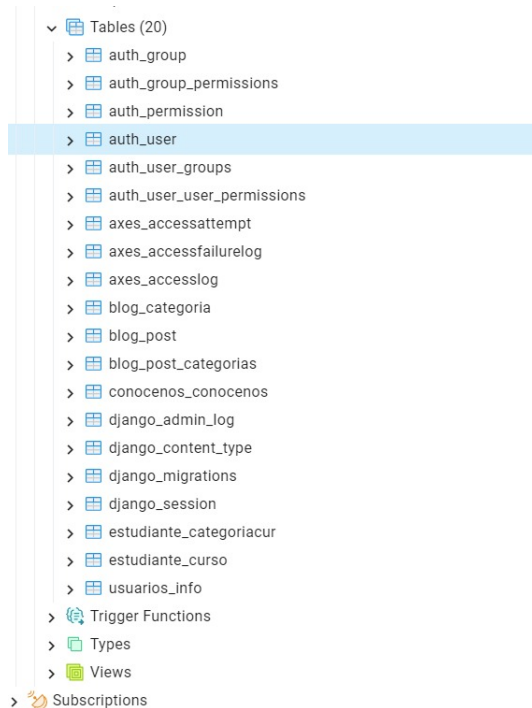 Tables (20)
auth_group
auth_group_permissions
auth_permission
auth_user
auth_user_groups
auth_user_user_permissions
axes_accessattempt
axes_accessfailurelog
axes_accesslog
blog_categoria
blog_post
blog_post_categorias
conocenos_conocenos
django_admin_log
django_content_type
django_migrations
django_session
estudiante_categoriacur
estudiante_curso
usuarios_info
Trigger Functions
Types
Views
Subscriptions